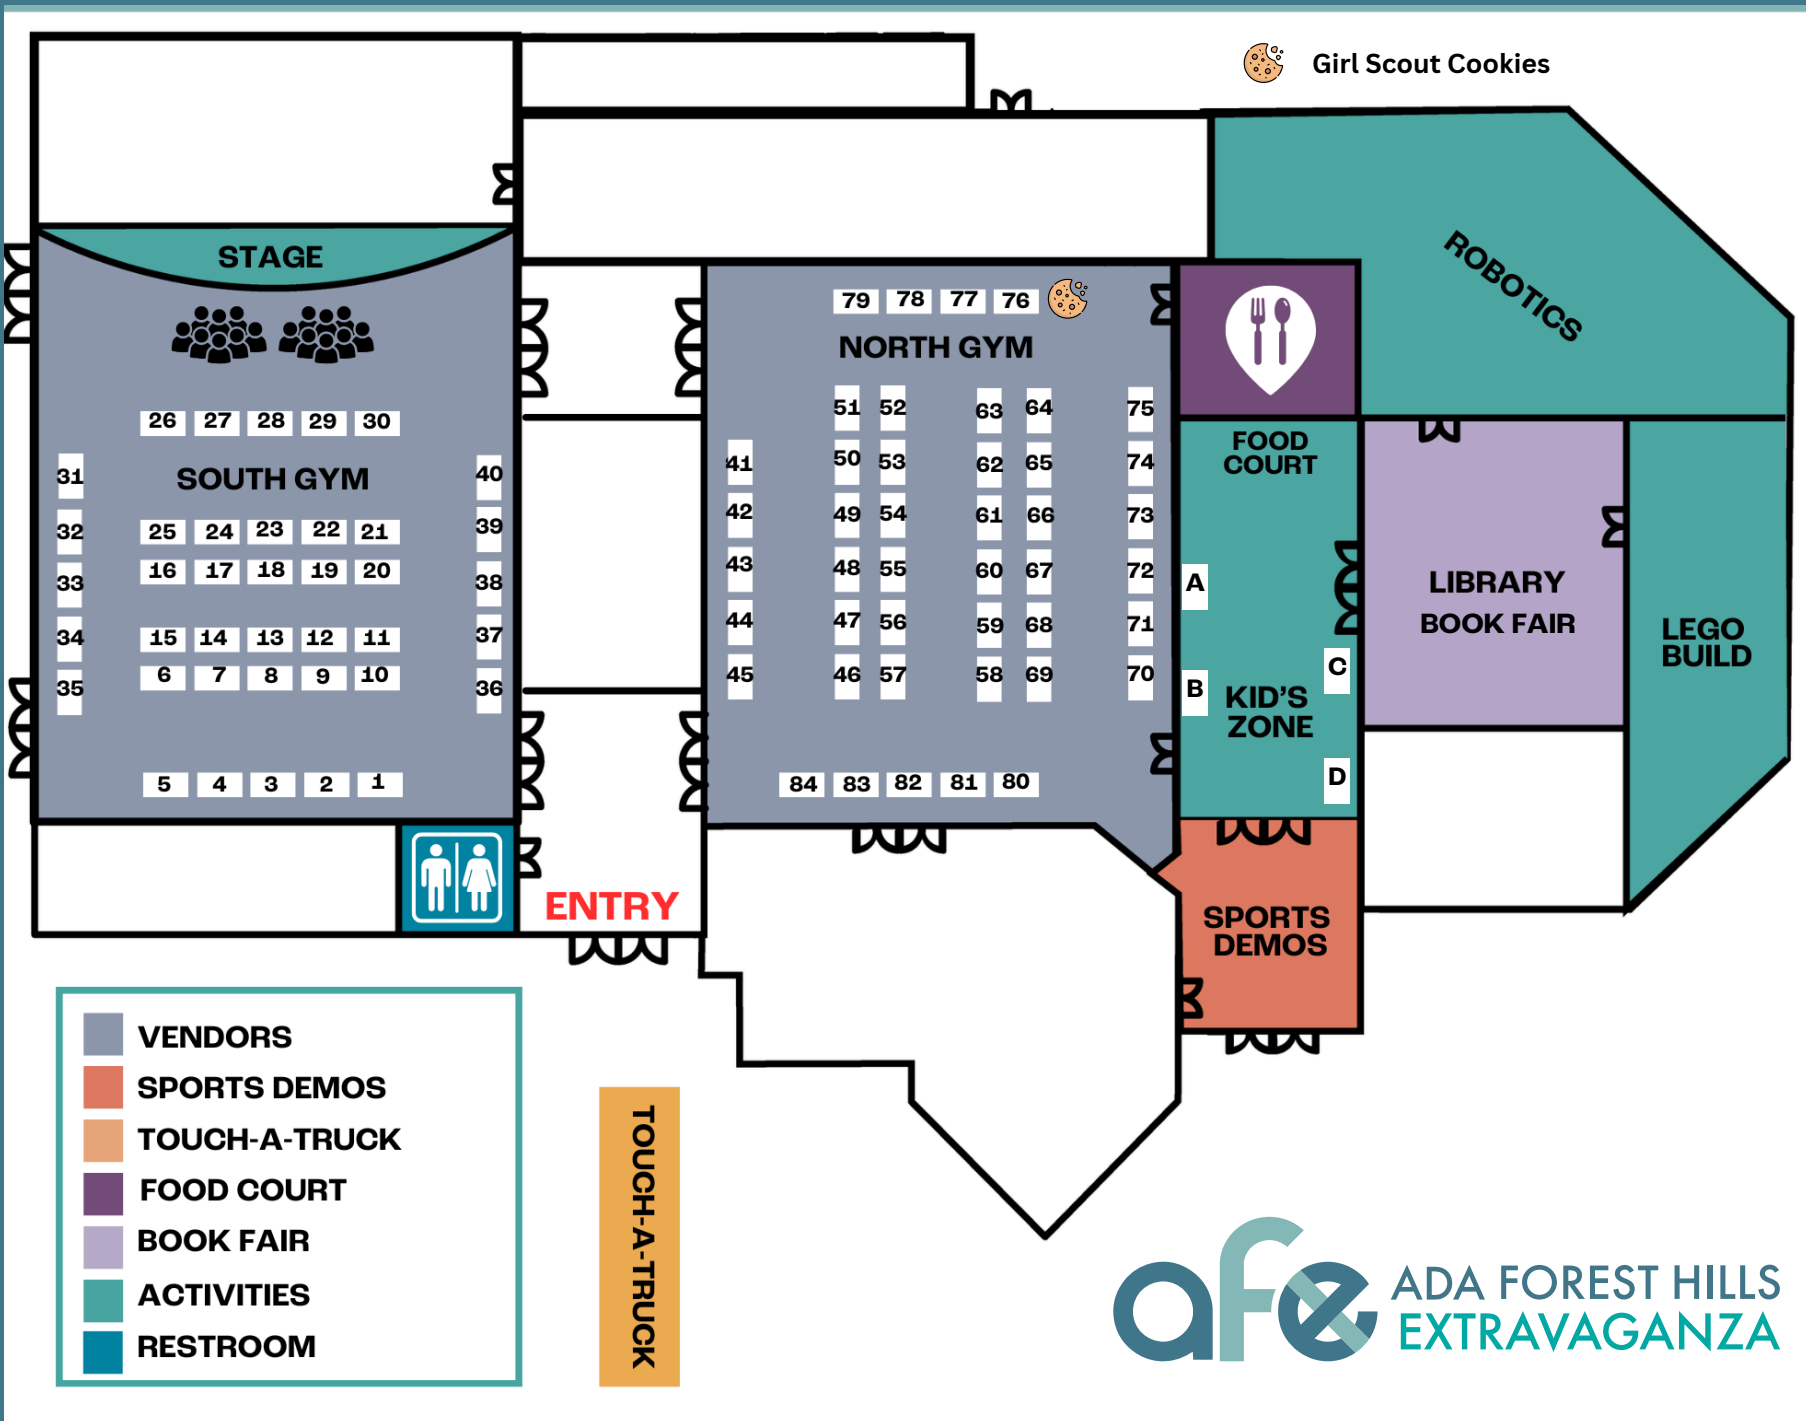 Girl Scout Cookies
STAGE
ROBOTICS
79 78 77 76
NORTH GYM
26 27 28 29 30
SOUTH GYM
31
32
33
34
35
40
39
38
37
36
25 24 23 22 21
16 17 18 19 20
15 14 13 12 11
6 7 8 9 10
5 4 3 2 1
41
42
43
44
45
51 52
50 53
49 54
48 55
47 56
46 57
63 64
62 65
61 66
60 67
59 68
58 69
75
74
73
72
71
70
84 83 82 81 80
FOOD
COURT
A
B
C
D
KID'S
ZONE
LIBRARY
BOOK FAIR
LEGO
BUILD
SPORTS
DEMOS
ENTRY
VENDORS
SPORTS DEMOS
TOUCH-A-TRUCK
FOOD COURT
BOOK FAIR
ACTIVITIES
RESTROOM
TOUCH-A-TRUCK
afe
ADA FOREST HILLS
EXTRAVAGANZA